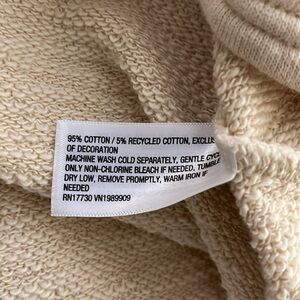 95% COTTON / 5% RECYCLED COTTON, EXCLUS
OF DECORATION
MACHINE WASH COLD SEPARATELY, GENTLE CYC
ONLY NON-CHLORINE BLEACH IF NEEDED, TUMBLE
DRY LOW, REMOVE PROMPTLY, WARM IRON IF
NEEDED
RN17730 VN1989909